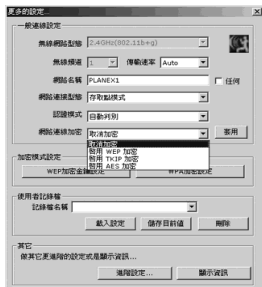 更多的設定...
一般連線設定
無線網路型態 2.4GHz(802.11b+g)
無線頻道 1 傳輸速率 Auto
網路名稱 PLANEX1 任何
網路連接型態 存取點模式
認證模式 自動判別
網路連線加密 取消加密 套用
取消加密
啟用 WEP 加密
啟用 TKIP 加密
啟用 AES 加密
加密模式設定
WEP加密金鑰設定 WPA加密設定
使用者記錄檔
記錄檔名稱
載入設定 儲存目前值 刪除
其它
做其它更進階的設定或是顯示資訊...
進階設定... 顯示資訊